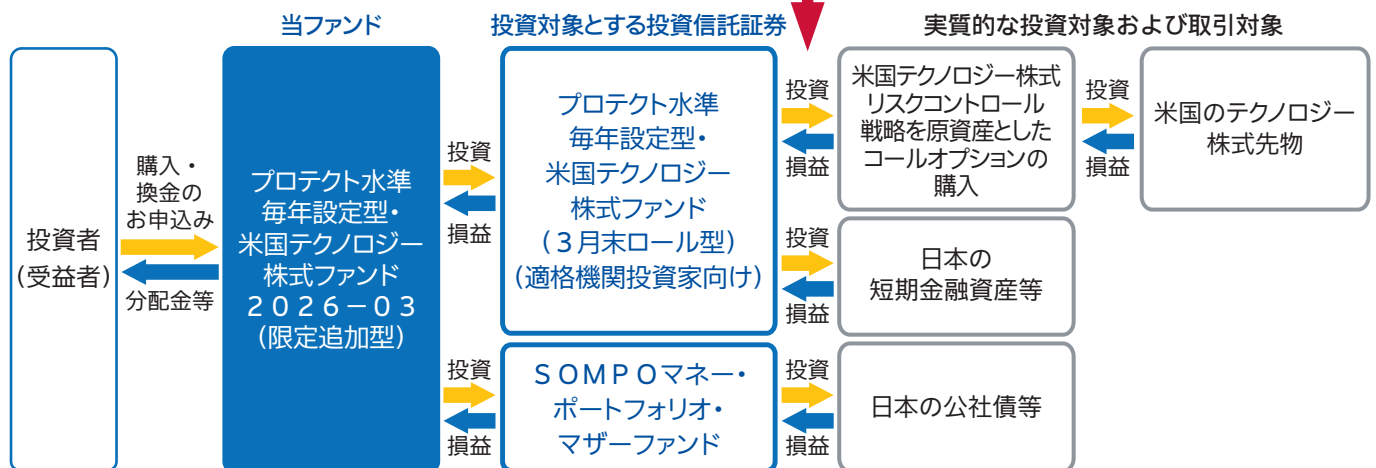 当ファンド
投資対象とする投資信託証券
実質的な投資対象および取引対象
投資者
(受益者)
購入・
換金の
お申込み
分配金等
プロテクト水準
毎年設定型・
米国テクノロジー
株式ファンド
2026-03
(限定追加型)
投資
損益
プロテクト水準
毎年設定型・
米国テクノロジー
株式ファンド
(3月末ロール型)
(適格機関投資家向け)
投資
損益
米国テクノロジー株式
リスクコントロール
戦略を原資産とした
コールオプションの
購入
投資
損益
米国のテクノロジー
株式先物
投資
損益
日本の
短期金融資産等
投資
損益
SOMPOマネー・
ポートフォリオ・
マザーファンド
投資
損益
日本の公社債等